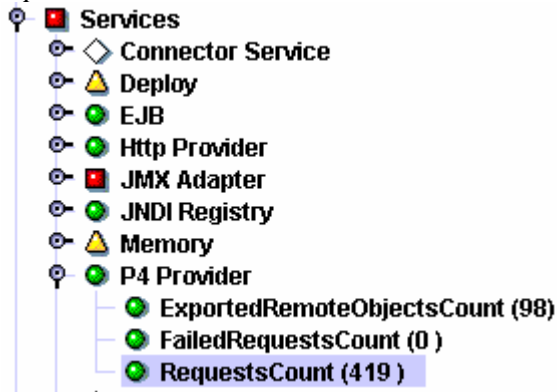 Services
Connector Service
Deploy
EJB
Http Provider
JMX Adapter
JNDI Registry
Memory
P4 Provider
ExportedRemoteObjectsCount (98)
FailedRequestsCount (0 )
RequestsCount (419 )